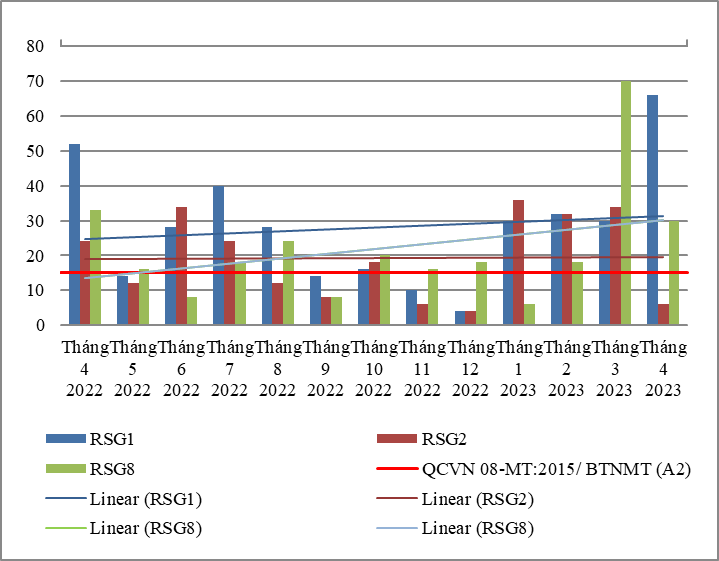 80
70
60
50
40
30
20
10
0
Tháng Tháng Tháng Tháng Tháng Tháng Tháng Tháng Tháng Tháng Tháng Tháng Tháng
4 5 6 7 8 9 10 11 12 1 2 3 4
2022 2022 2022 2022 2022 2022 2022 2022 2022 2023 2023 2023 2023
RSG1 RSG2
RSG8 QCVN 08-MT:2015/ BTNMT (A2)
Linear (RSG1) Linear (RSG2)
Linear (RSG8) Linear (RSG8)